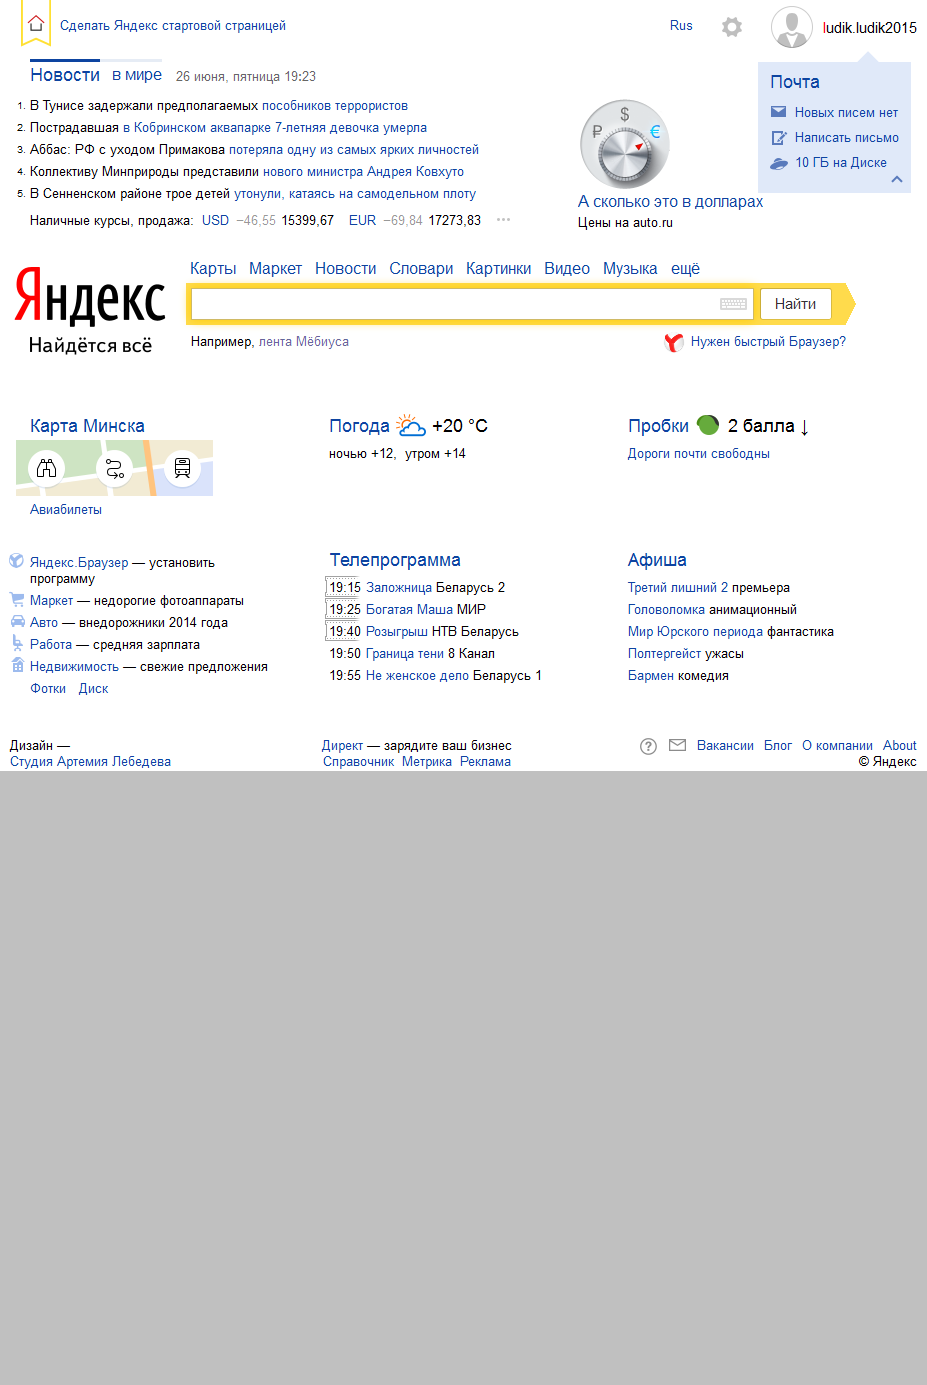 Сделать Яндекс стартовой страницей
Rus
ludik.ludik2015
Новости в мире 26 июня, пятница 19:23
1. В Тунисе задержали предполагаемых пособников террористов
2. Пострадавшая в Кобринском аквапарке 7-летняя девочка умерла
3. Аббас: РФ с уходом Примакова потеряла одну из самых ярких личностей
4. Коллективу Минприроды представили нового министра Андрея Ковхуто
5. В Сенненском районе трое детей утонули, катаясь на самодельном плоту
Наличные курсы, продажа: USD −46,55 15399,67 EUR −69,84 17273,83 ···
₽ $ €
А сколько это в долларах
Цены на auto.ru
Почта
Новых писем нет
Написать письмо
10 ГБ на Диске
Карты Маркет Новости Словари Картинки Видео Музыка ещё
Яндекс
Найдётся всё
Найти
Например, лента Мёбиуса
Нужен быстрый Браузер?
Карта Минска
Авиабилеты
Погода +20 °C
ночью +12, утром +14
Пробки 2 балла ↓
Дороги почти свободны
Яндекс.Браузер — установить
программу
Маркет — недорогие фотоаппараты
Авто — внедорожники 2014 года
Работа — средняя зарплата
Недвижимость — свежие предложения
Фотки Диск
Телепрограмма
19:15 Заложница Беларусь 2
19:25 Богатая Маша МИР
19:40 Розыгрыш НТВ Беларусь
19:50 Граница тени 8 Канал
19:55 Не женское дело Беларусь 1
Афиша
Третий лишний 2 премьера
Головоломка анимационный
Мир Юрского периода фантастика
Полтергейст ужасы
Бармен комедия
Дизайн —
Студия Артемия Лебедева
Директ — зарядите ваш бизнес
Справочник Метрика Реклама
? Вакансии Блог О компании About
© Яндекс